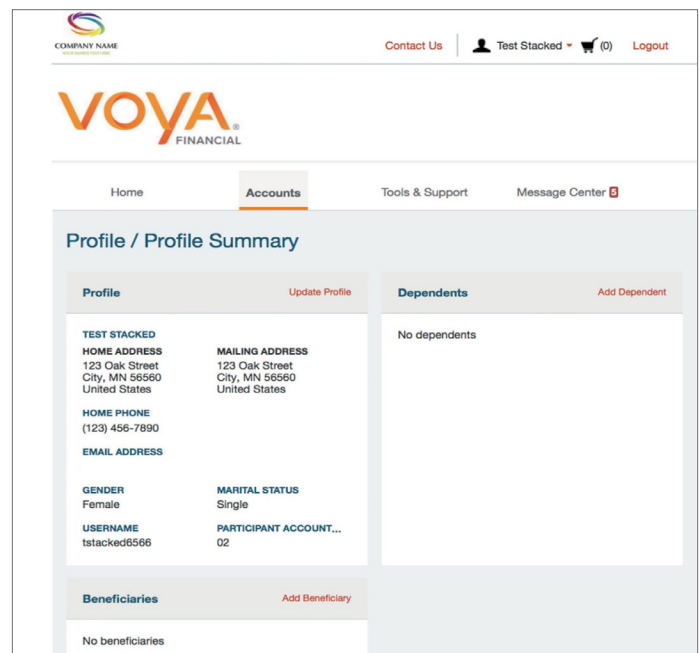 COMPANY NAME
Contact Us
Test Stacked
(0)
Logout
VOYA®
FINANCIAL
Home
Accounts
Tools & Support
Message Center 5
Profile / Profile Summary
Profile
Update Profile
TEST STACKED
HOME ADDRESS
123 Oak Street
City, MN 56560
United States
MAILING ADDRESS
123 Oak Street
City, MN 56560
United States
HOME PHONE
(123) 456-7890
EMAIL ADDRESS
GENDER
Female
MARITAL STATUS
Single
USERNAME
tstacked6566
PARTICIPANT ACCOUNT...
02
Dependents
Add Dependent
No dependents
Beneficiaries
Add Beneficiary
No beneficiaries